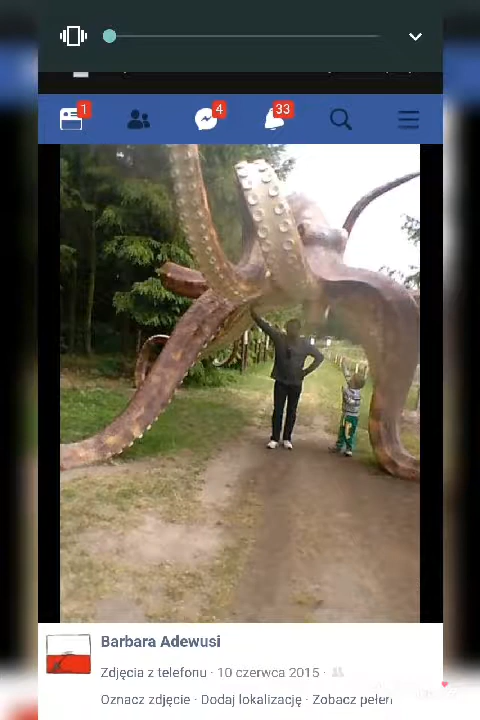 1
4
33
Barbara Adewusi
Zdjęcia z telefonu · 10 czerwca 2015 ·
Oznacz zdjęcie · Dodaj lokalizację · Zobacz pełen